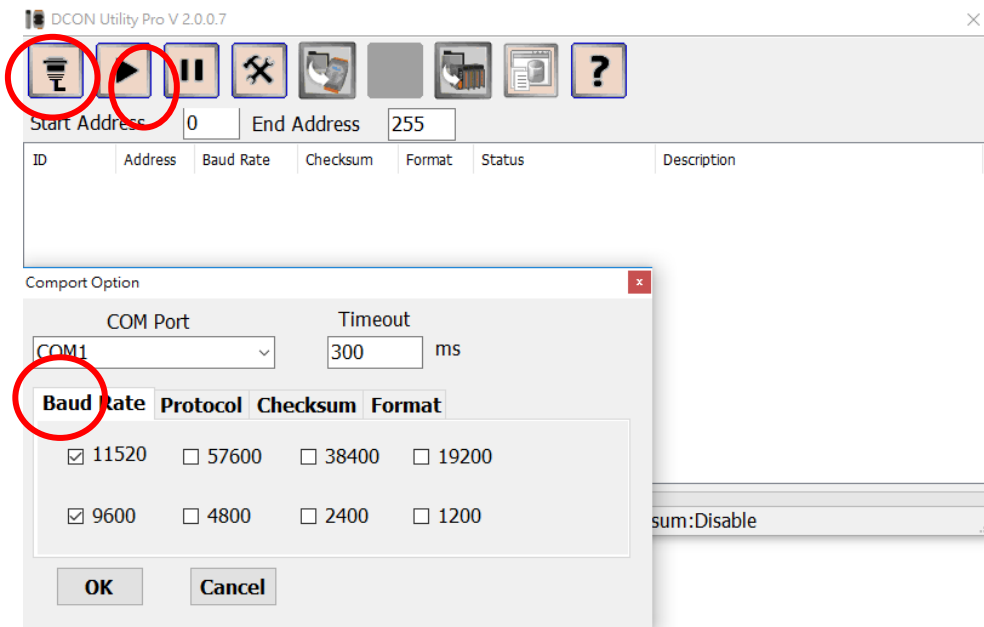 DCON Utility Pro V 2.0.0.7
?
Start Address 0 End Address 255
ID Address Baud Rate Checksum Format Status Description
Comport Option
COM Port Timeout
COM1 300 ms
Baud Rate Protocol Checksum Format
11520 57600 38400 19200
9600 4800 2400 1200
sum:Disable
OK Cancel